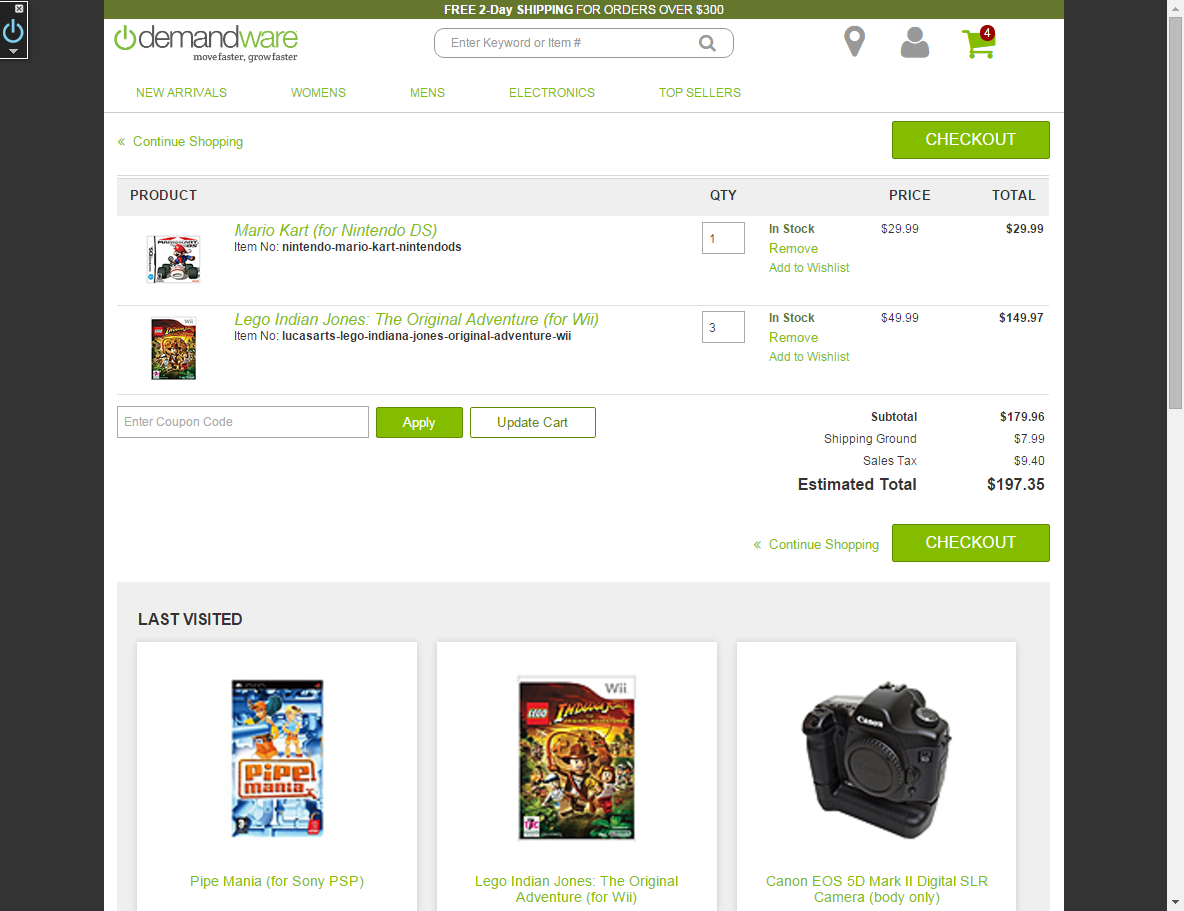 FREE 2-Day SHIPPING FOR ORDERS OVER $300
demandware
move faster, grow faster
Enter Keyword or Item #
4
NEW ARRIVALS WOMENS MENS ELECTRONICS TOP SELLERS
« Continue Shopping
CHECKOUT
PRODUCT QTY PRICE TOTAL
Mario Kart (for Nintendo DS) 1 In Stock $29.99 $29.99
Item No: nintendo-mario-kart-nintendods
Remove
Add to Wishlist
Lego Indian Jones: The Original Adventure (for Wii) 3 In Stock $49.99 $149.97
Item No: lucasarts-lego-indiana-jones-original-adventure-wii
Remove
Add to Wishlist
Enter Coupon Code Apply Update Cart
Subtotal $179.96
Shipping Ground $7.99
Sales Tax $9.40
Estimated Total $197.35
« Continue Shopping CHECKOUT
LAST VISITED
PiPe
mania
Wii
LEGO
INDIANA JONES
Canon
Pipe Mania (for Sony PSP)
Lego Indian Jones: The Original
Adventure (for Wii)
Canon EOS 5D Mark II Digital SLR
Camera (body only)